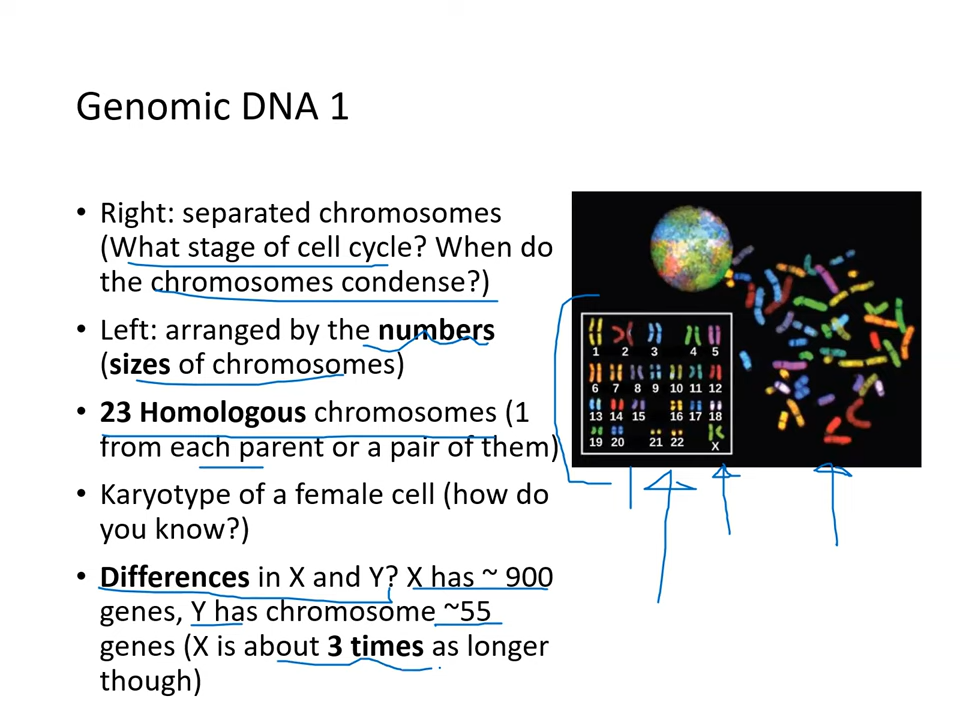 Genomic DNA 1
• Right: separated chromosomes
(What stage of cell cycle? When do
the chromosomes condense?)
• Left: arranged by the numbers
(sizes of chromosomes)
• 23 Homologous chromosomes (1
from each parent or a pair of them)
• Karyotype of a female cell (how do
you know?)
• Differences in X and Y? X has ~ 900
genes, Y has chromosome ~55
genes (X is about 3 times as longer
though)
1 2 3 4 5
6 7 8 9 10 11 12
13 14 15 16 17 18
19 20 21 22 X